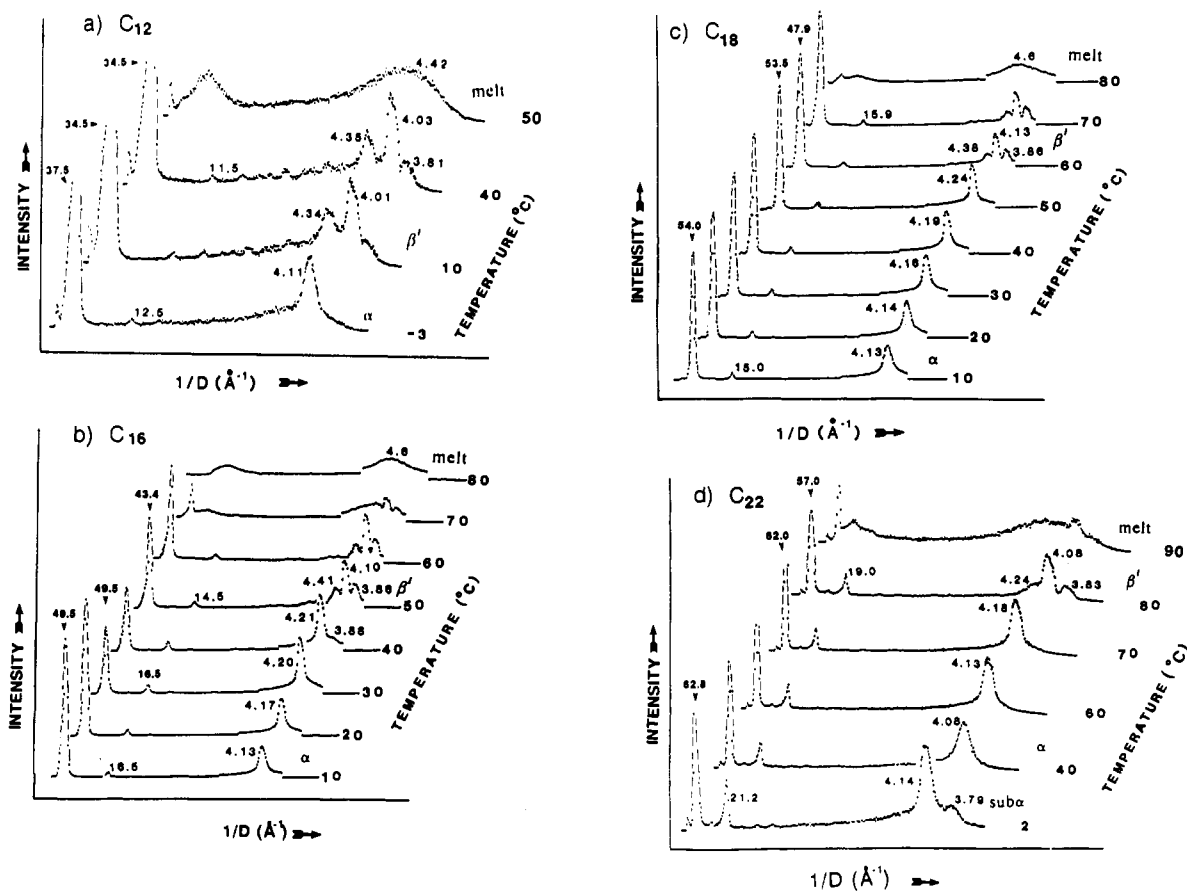 a) C12
34.5
4.42
melt
50
34.5
4.35
4.03
3.81
11.5
40
37.5
4.34
4.01
β'
10
4.11
12.5
α
-3
INTENSITY
TEMPERATURE (°C)
1/D (Å-1)
b) C16
4.6
melt
80
43.4
70
60
49.5
14.5
4.41
4.10
3.86
β'
50
49.5
4.21
3.88
40
16.5
4.20
30
4.17
20
16.5
4.13
α
10
INTENSITY
TEMPERATURE (°C)
1/D (Å-1)
c) C18
47.9
4.6
melt
80
53.5
15.9
70
4.38
4.13
3.86
β'
60
4.24
50
4.19
40
54.0
4.16
30
4.14
20
15.0
4.13
α
10
INTENSITY
TEMPERATURE (°C)
1/D (Å-1)
d) C22
57.0
melt
90
62.0
19.0
4.24
4.08
3.83
β'
80
4.18
70
62.8
4.13
60
4.08
α
40
21.2
4.14
3.79
subα
2
INTENSITY
TEMPERATURE (°C)
1/D (Å-1)